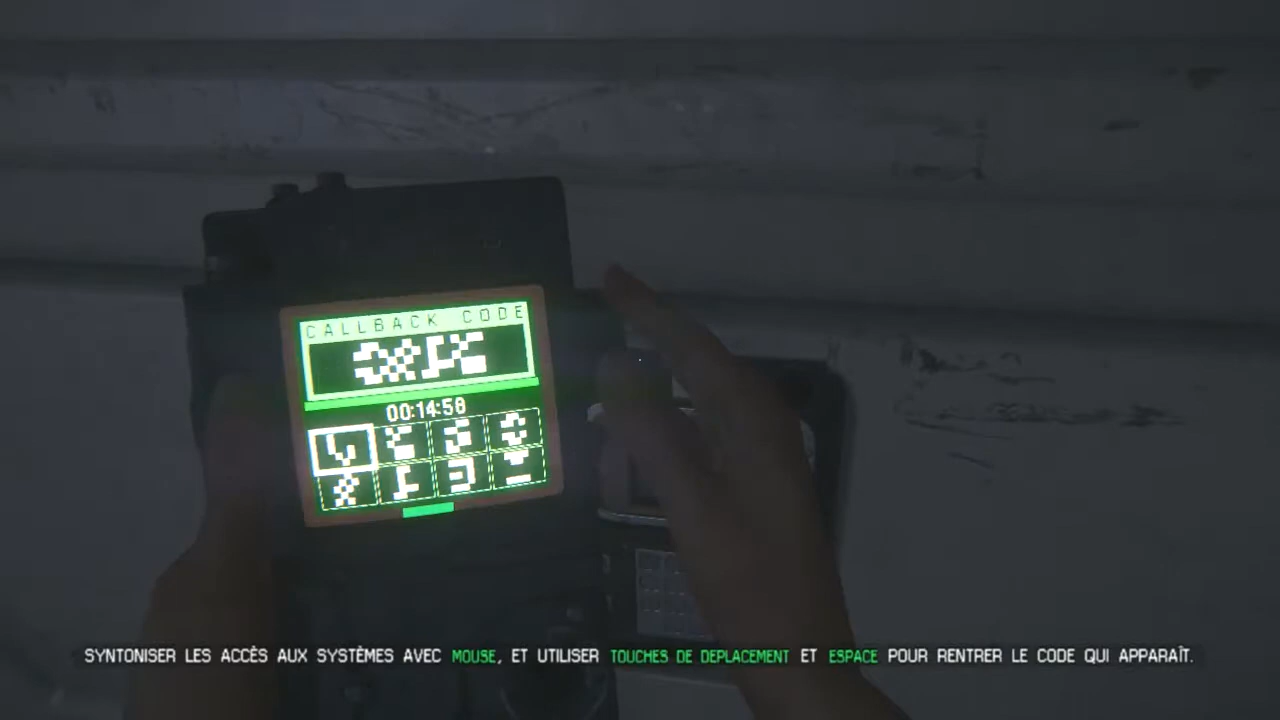 CALLBACK CODE
00:14:58
SYNTONISER LES ACCÈS AUX SYSTÈMES AVEC MOUSE, ET UTILISER TOUCHES DE DEPLACEMENT ET ESPACE POUR RENTRER LE CODE QUI APPARAÎT.